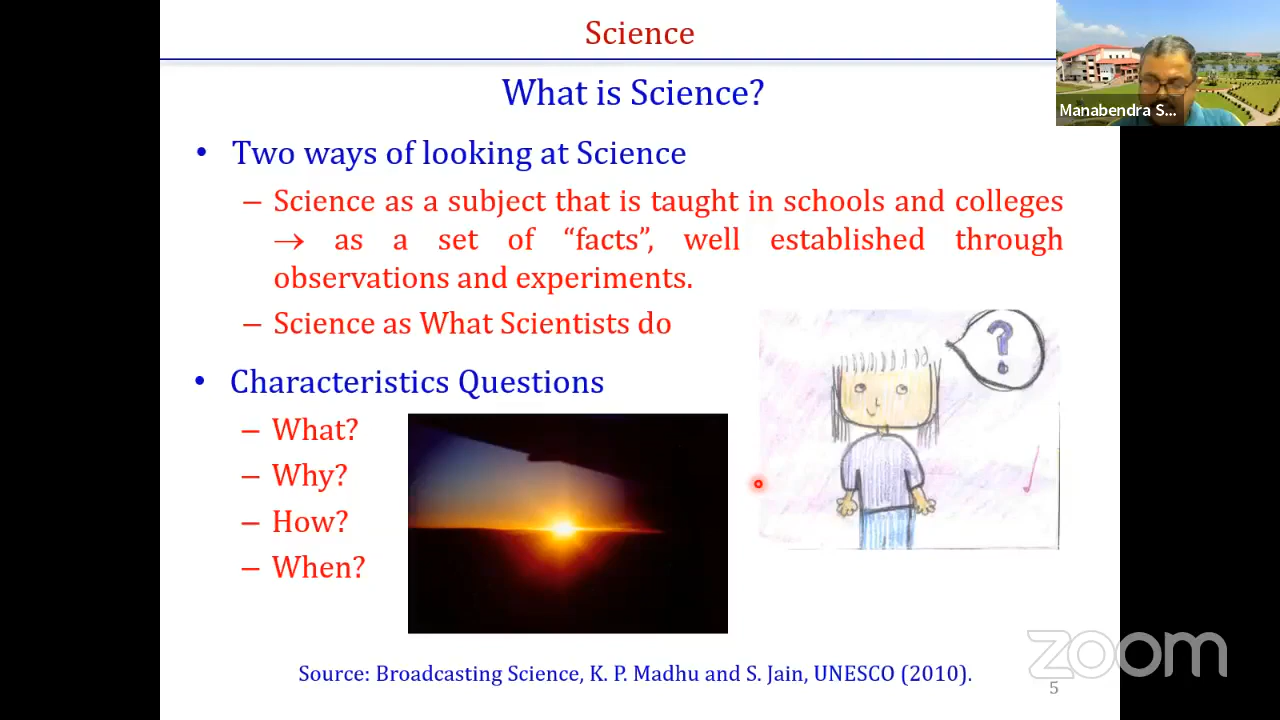 Science
What is Science?
Manabendra S...
• Two ways of looking at Science
– Science as a subject that is taught in schools and colleges
→ as a set of “facts”, well established through
observations and experiments.
– Science as What Scientists do
?
• Characteristics Questions
– What?
– Why?
– How?
– When?
Source: Broadcasting Science, K. P. Madhu and S. Jain, UNESCO (2010).
zoom
5